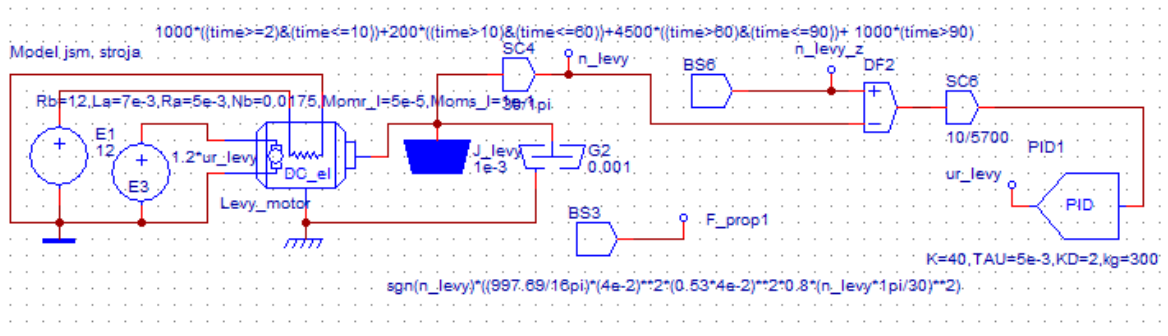 1000*((time>=2)&(time<=10))+200*((time>10)&(time<=60))+4500*((time>60)&(time<=90))+ 1000*(time>90)
Model jsm, stroja
SC4
n_levy
BS6
n_levy_z
DF2
SC6
Rb=12,La=7e-3,Ra=5e-3,Nb=0.0175,Momr_l=5e-5,Moms_l=1e-1
30/1pi
E1
12
E3
1.2*ur_levy
DC_el
Levy_motor
J_levy
1e-3
G2
0.001
+
-
10/5700
PID1
ur_levy
PID
BS3
F_prop1
K=40,TAU=5e-3,KD=2,kg=300
sgn(n_levy)*((997.69/16pi)*(4e-2)**2*(0.53*4e-2)**2*0.8*(n_levy*1pi/30)**2)